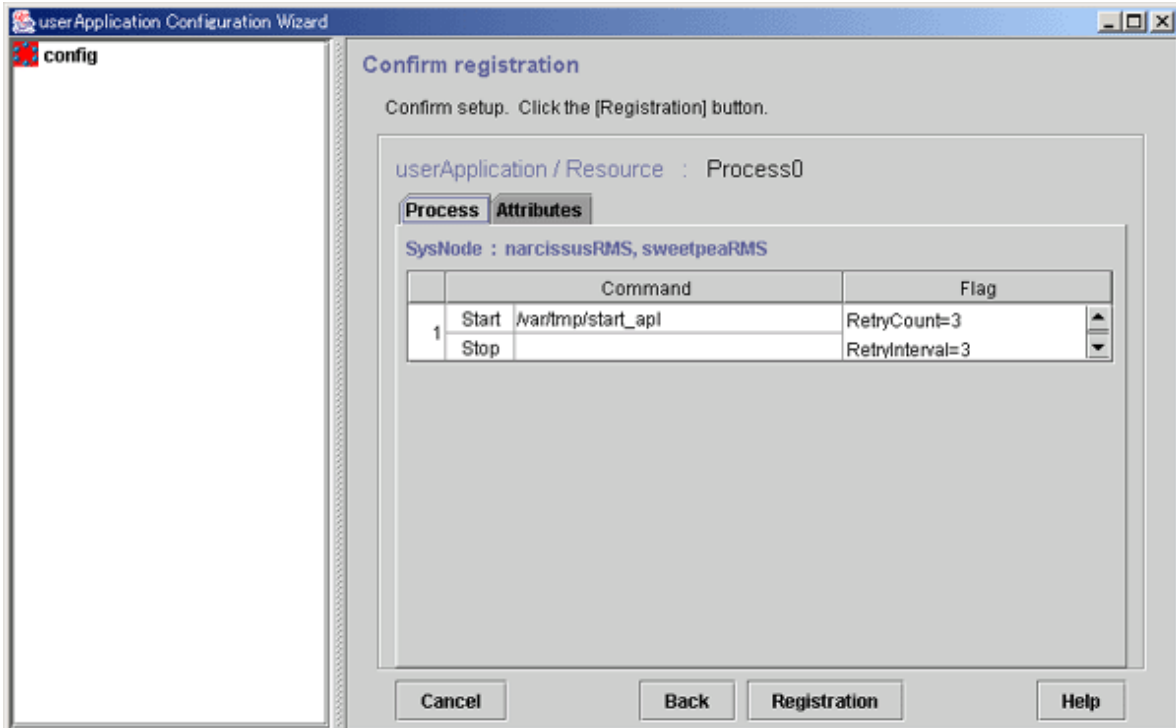 userApplication Configuration Wizard
config
Confirm registration
Confirm setup. Click the [Registration] button.
userApplication / Resource : Process0
Process Attributes
SysNode : narcissusRMS, sweetpeaRMS
Command Flag
1 Start /var/tmp/start_apl RetryCount=3
Stop RetryInterval=3
Cancel Back Registration Help